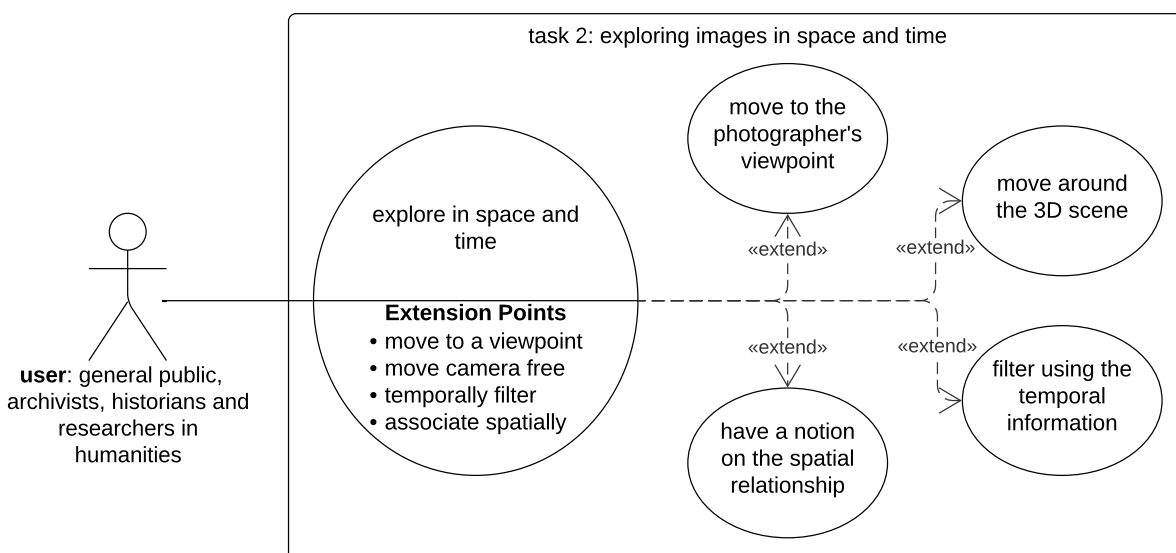 task 2: exploring images in space and time
move to the
photographer's
viewpoint
move around
the 3D scene
explore in space and
time
«extend»
«extend»
Extension Points
• move to a viewpoint
• move camera free
• temporally filter
• associate spatially
«extend»
«extend»
filter using the
temporal
information
have a notion
on the spatial
relationship
user: general public,
archivists, historians and
researchers in
humanities